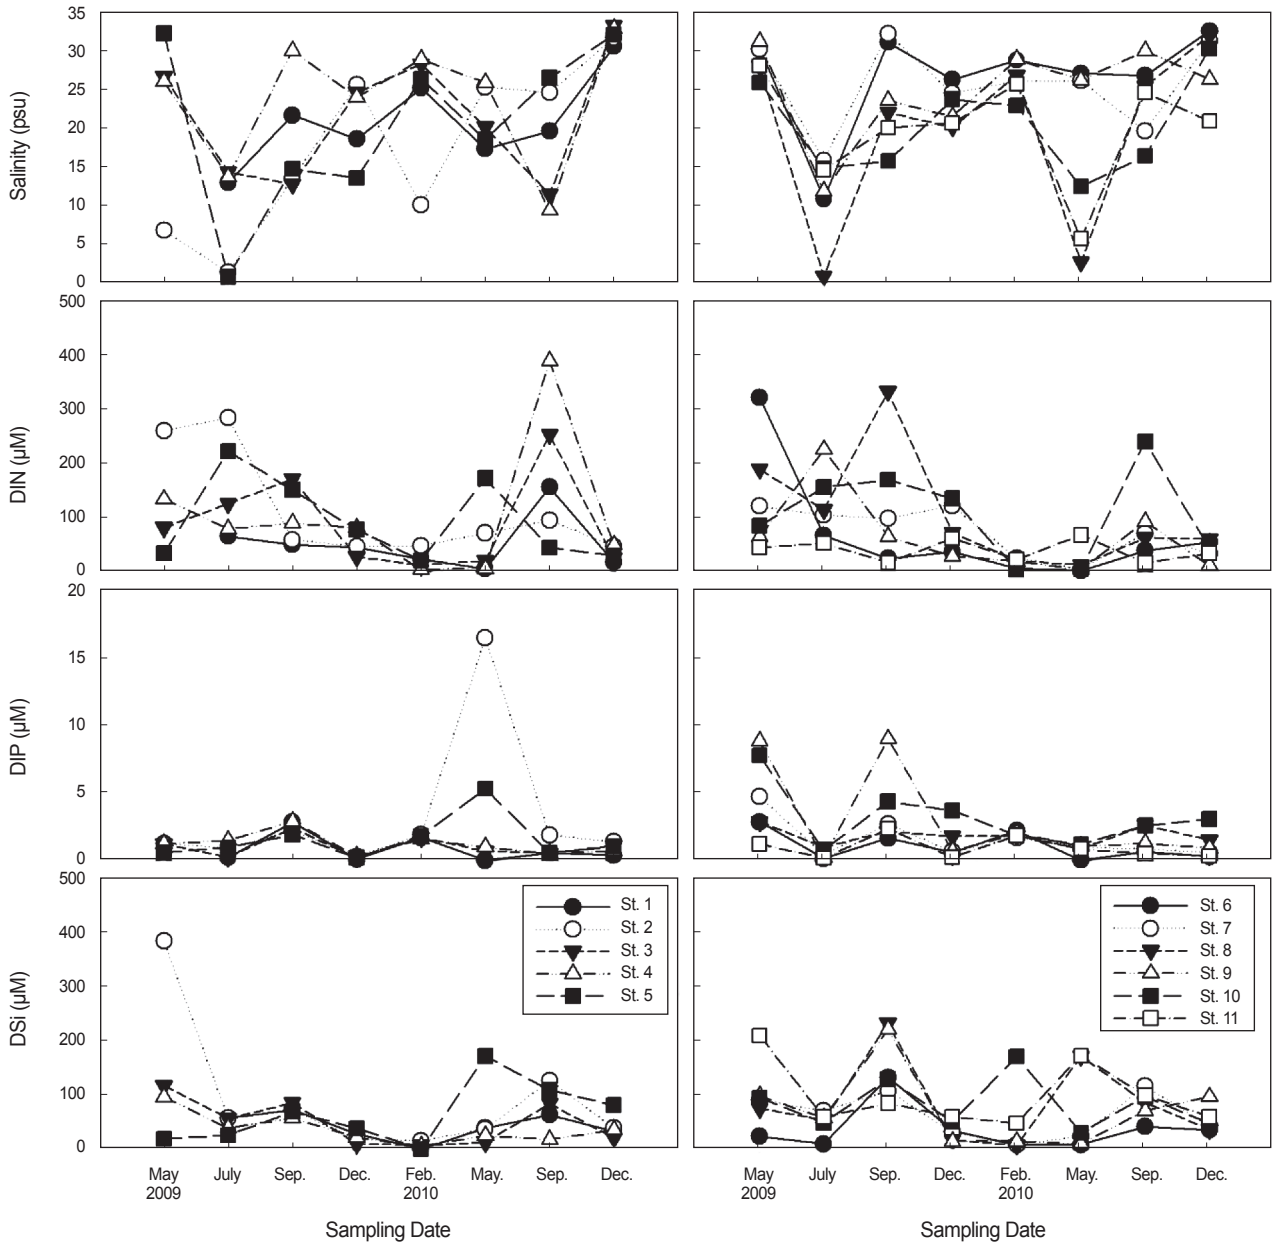 Salinity (psu)
35
30
25
20
15
10
5
0
DIN (µM)
500
400
300
200
100
0
DIP (µM)
20
15
10
5
0
DSi (µM)
500
400
300
200
100
0
St. 1
St. 2
St. 3
St. 4
St. 5
St. 6
St. 7
St. 8
St. 9
St. 10
St. 11
May July Sep. Dec. Feb. May. Sep. Dec.
2009 2010
Sampling Date
May July Sep. Dec. Feb. May. Sep. Dec.
2009 2010
Sampling Date